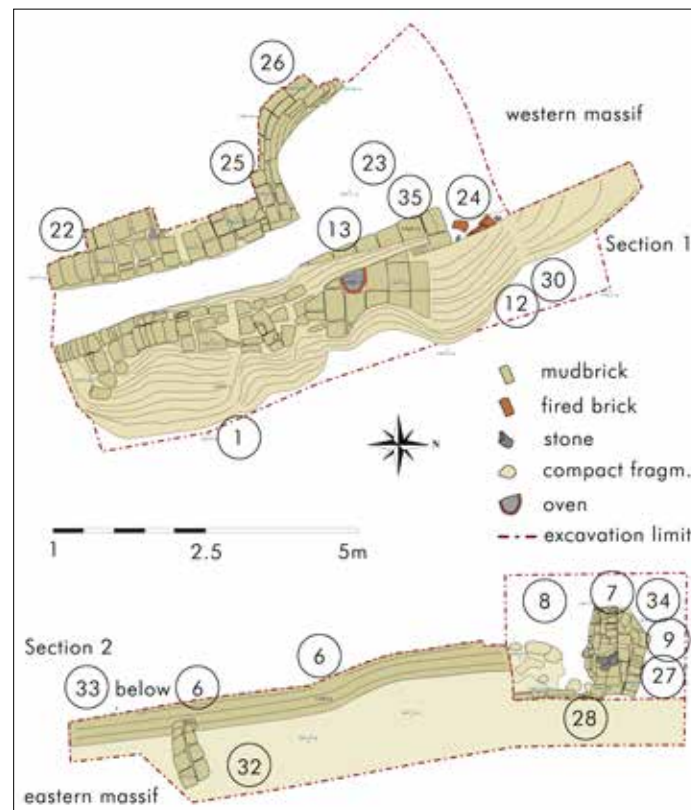 26
western massif
25
23
35
24
22
13
Section 1
30
12
mudbrick
fired brick
stone
1
N
compact fragm.
oven
excavation limit
1 2.5 5m
7
8
34
Section 2
6
9
33 below 6
27
28
32
eastern massif